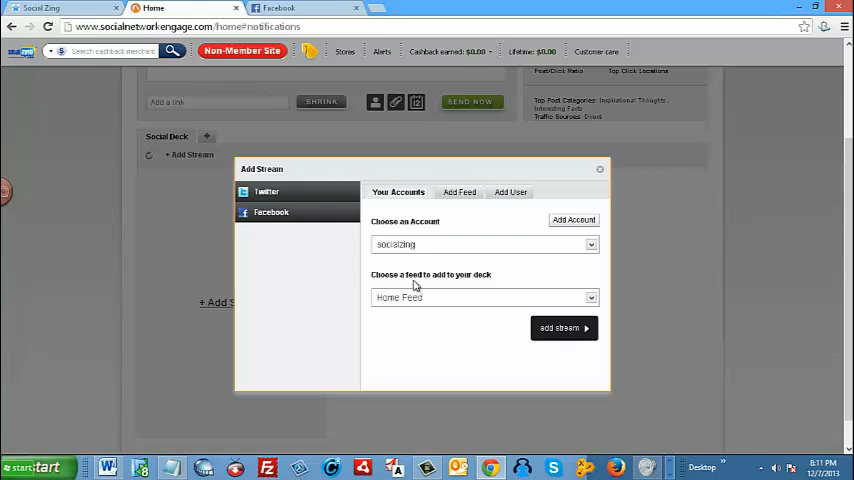 Social Zing
Home
Facebook
www.socialnetworkengage.com/home#notifications
S Search cashback merchant
Non-Member Site
Stores
Alerts
Cashback earned: $0.00
Lifetime: $0.00
Customer care
Add a link
SHRINK
SEND NOW
Post/Click Ratio
Top Click Locations
Top Post Categories: Inspirational Thoughts,
Interesting Facts
Traffic Sources: Direct
Social Deck
+
+ Add Stream
Add Stream
Twitter
Facebook
Your Accounts
Add Feed
Add User
Choose an Account
Add Account
socialzing
Choose a feed to add to your deck
Home Feed
add stream
+ Add S
start
Desktop
8:11 PM
12/7/2013